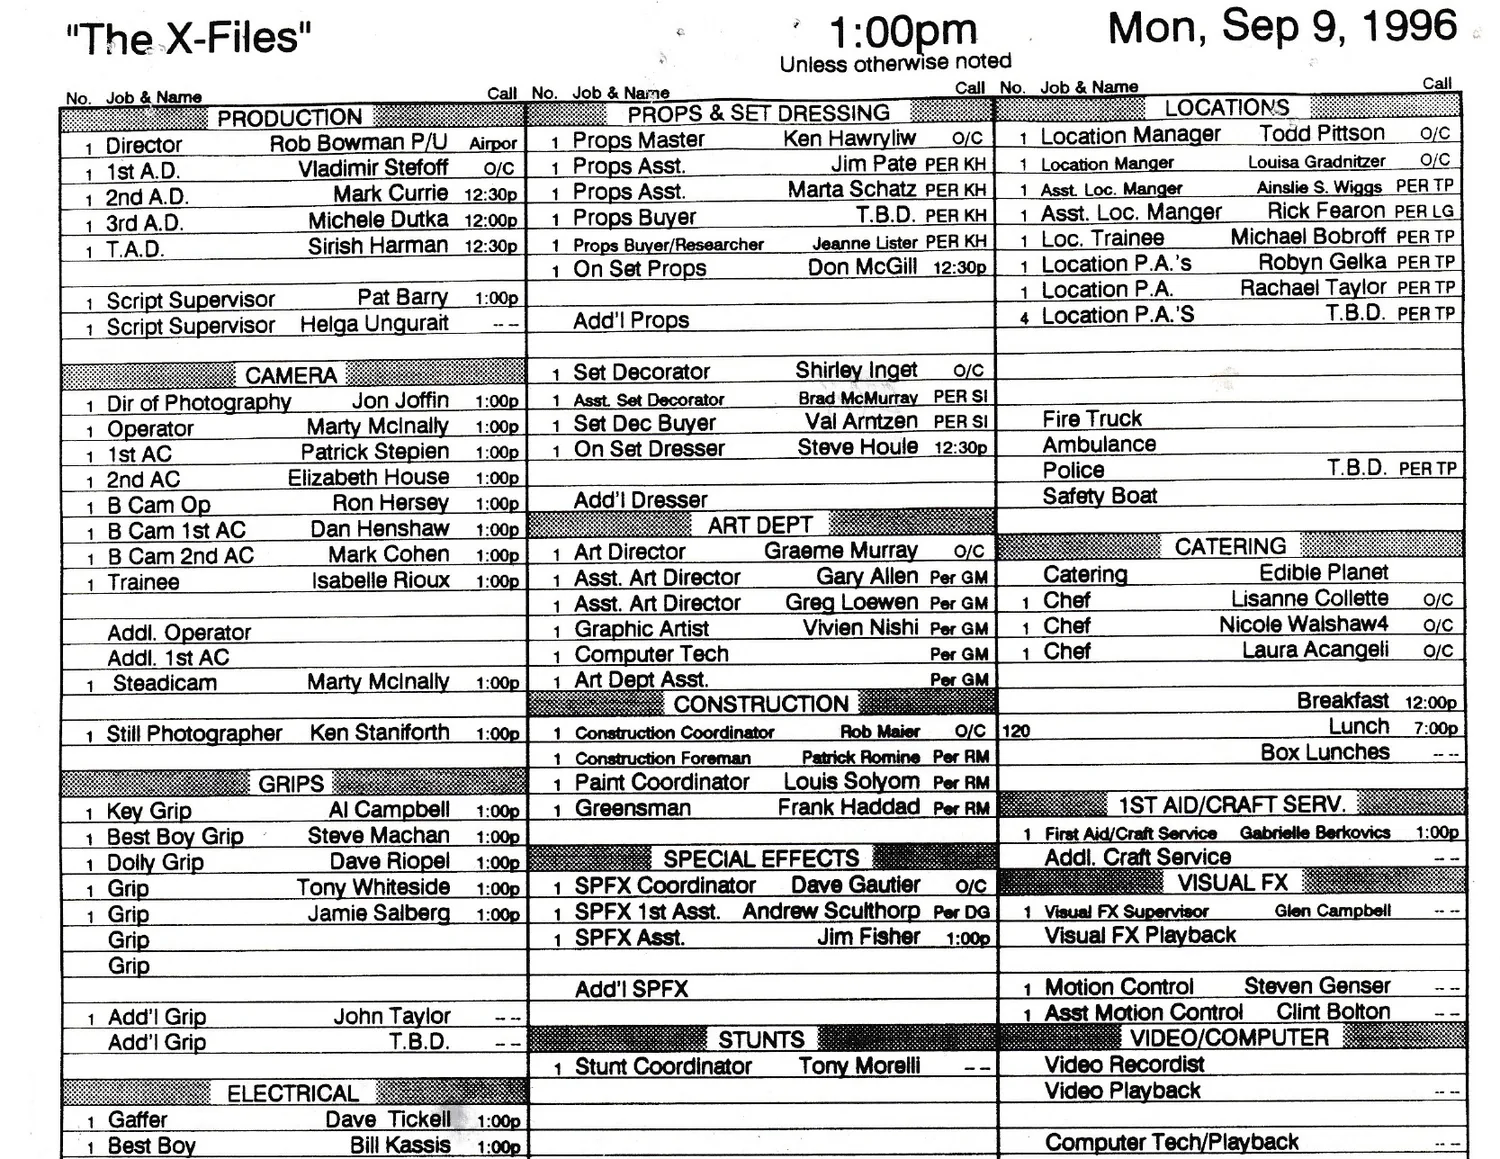 "The X-Files" 1:00pm Mon, Sep 9, 1996
Unless otherwise noted
No. Job & Name Call
PRODUCTION
1 Director Rob Bowman P/U Airpor
1 1st A.D. Vladimir Stefoff O/C
1 2nd A.D. Mark Currie 12:30p
1 3rd A.D. Michele Dutka 12:00p
1 T.A.D. Sirish Harman 12:30p
1 Script Supervisor Pat Barry 1:00p
1 Script Supervisor Helga Ungurait --
CAMERA
1 Dir of Photography Jon Joffin 1:00p
1 Operator Marty McInally 1:00p
1 1st AC Patrick Stepien 1:00p
1 2nd AC Elizabeth House 1:00p
1 B Cam Op Ron Hersey 1:00p
1 B Cam 1st AC Dan Henshaw 1:00p
1 B Cam 2nd AC Mark Cohen 1:00p
1 Trainee Isabelle Rioux 1:00p
Addl. Operator
Addl. 1st AC
1 Steadicam Marty McInally 1:00p
1 Still Photographer Ken Staniforth 1:00p
GRIPS
1 Key Grip Al Campbell 1:00p
1 Best Boy Grip Steve Machan 1:00p
1 Dolly Grip Dave Riopel 1:00p
1 Grip Tony Whiteside 1:00p
1 Grip Jamie Salberg 1:00p
Grip
Grip
1 Add'l Grip John Taylor --
Add'l Grip T.B.D. --
ELECTRICAL
1 Gaffer Dave Tickell 1:00p
1 Best Boy Bill Kassis 1:00p
No. Job & Name Call
PROPS & SET DRESSING
1 Props Master Ken Hawryliw O/C
1 Props Asst. Jim Pate PER KH
1 Props Asst. Marta Schatz PER KH
1 Props Buyer T.B.D. PER KH
1 Props Buyer/Researcher Jeanne Lister PER KH
1 On Set Props Don McGill 12:30p
Add'l Props
1 Set Decorator Shirley Inget O/C
1 Asst. Set Decorator Brad McMurray PER SI
1 Set Dec Buyer Val Arntzen PER SI
1 On Set Dresser Steve Houle 12:30p
Add'l Dresser
ART DEPT
1 Art Director Graeme Murray O/C
1 Asst. Art Director Gary Allen Per GM
1 Asst. Art Director Greg Loewen Per GM
1 Graphic Artist Vivien Nishi Per GM
1 Computer Tech Per GM
1 Art Dept Asst. Per GM
CONSTRUCTION
1 Construction Coordinator Rob Maier O/C
1 Construction Foreman Patrick Romine Per RM
1 Paint Coordinator Louis Solyom Per RM
1 Greensman Frank Haddad Per RM
SPECIAL EFFECTS
1 SPFX Coordinator Dave Gautier O/C
1 SPFX 1st Asst. Andrew Sculthorp Per DG
1 SPFX Asst. Jim Fisher 1:00p
Add'l SPFX
STUNTS
1 Stunt Coordinator Tony Morelli --
No. Job & Name Call
LOCATIONS
1 Location Manager Todd Pittson O/C
1 Location Manger Louisa Gradnitzer O/C
1 Asst. Loc. Manger Ainslie S. Wiggs PER TP
1 Asst. Loc. Manger Rick Fearon PER LG
1 Loc. Trainee Michael Bobroff PER TP
1 Location P.A.'s Robyn Gelka PER TP
1 Location P.A. Rachael Taylor PER TP
4 Location P.A.'S T.B.D. PER TP
Fire Truck
Ambulance
Police T.B.D. PER TP
Safety Boat
CATERING
Catering Edible Planet
1 Chef Lisanne Collette O/C
1 Chef Nicole Walshaw4 O/C
1 Chef Laura Acangeli O/C
Breakfast 12:00p
120 Lunch 7:00p
Box Lunches --
1ST AID/CRAFT SERV.
1 First Aid/Craft Service Gabrielle Berkovics 1:00p
Addl. Craft Service --
VISUAL FX
1 Visual FX Supervisor Glen Campbell --
Visual FX Playback
1 Motion Control Steven Genser --
1 Asst Motion Control Clint Bolton --
VIDEO/COMPUTER
Video Recordist
Video Playback --
Computer Tech/Playback --